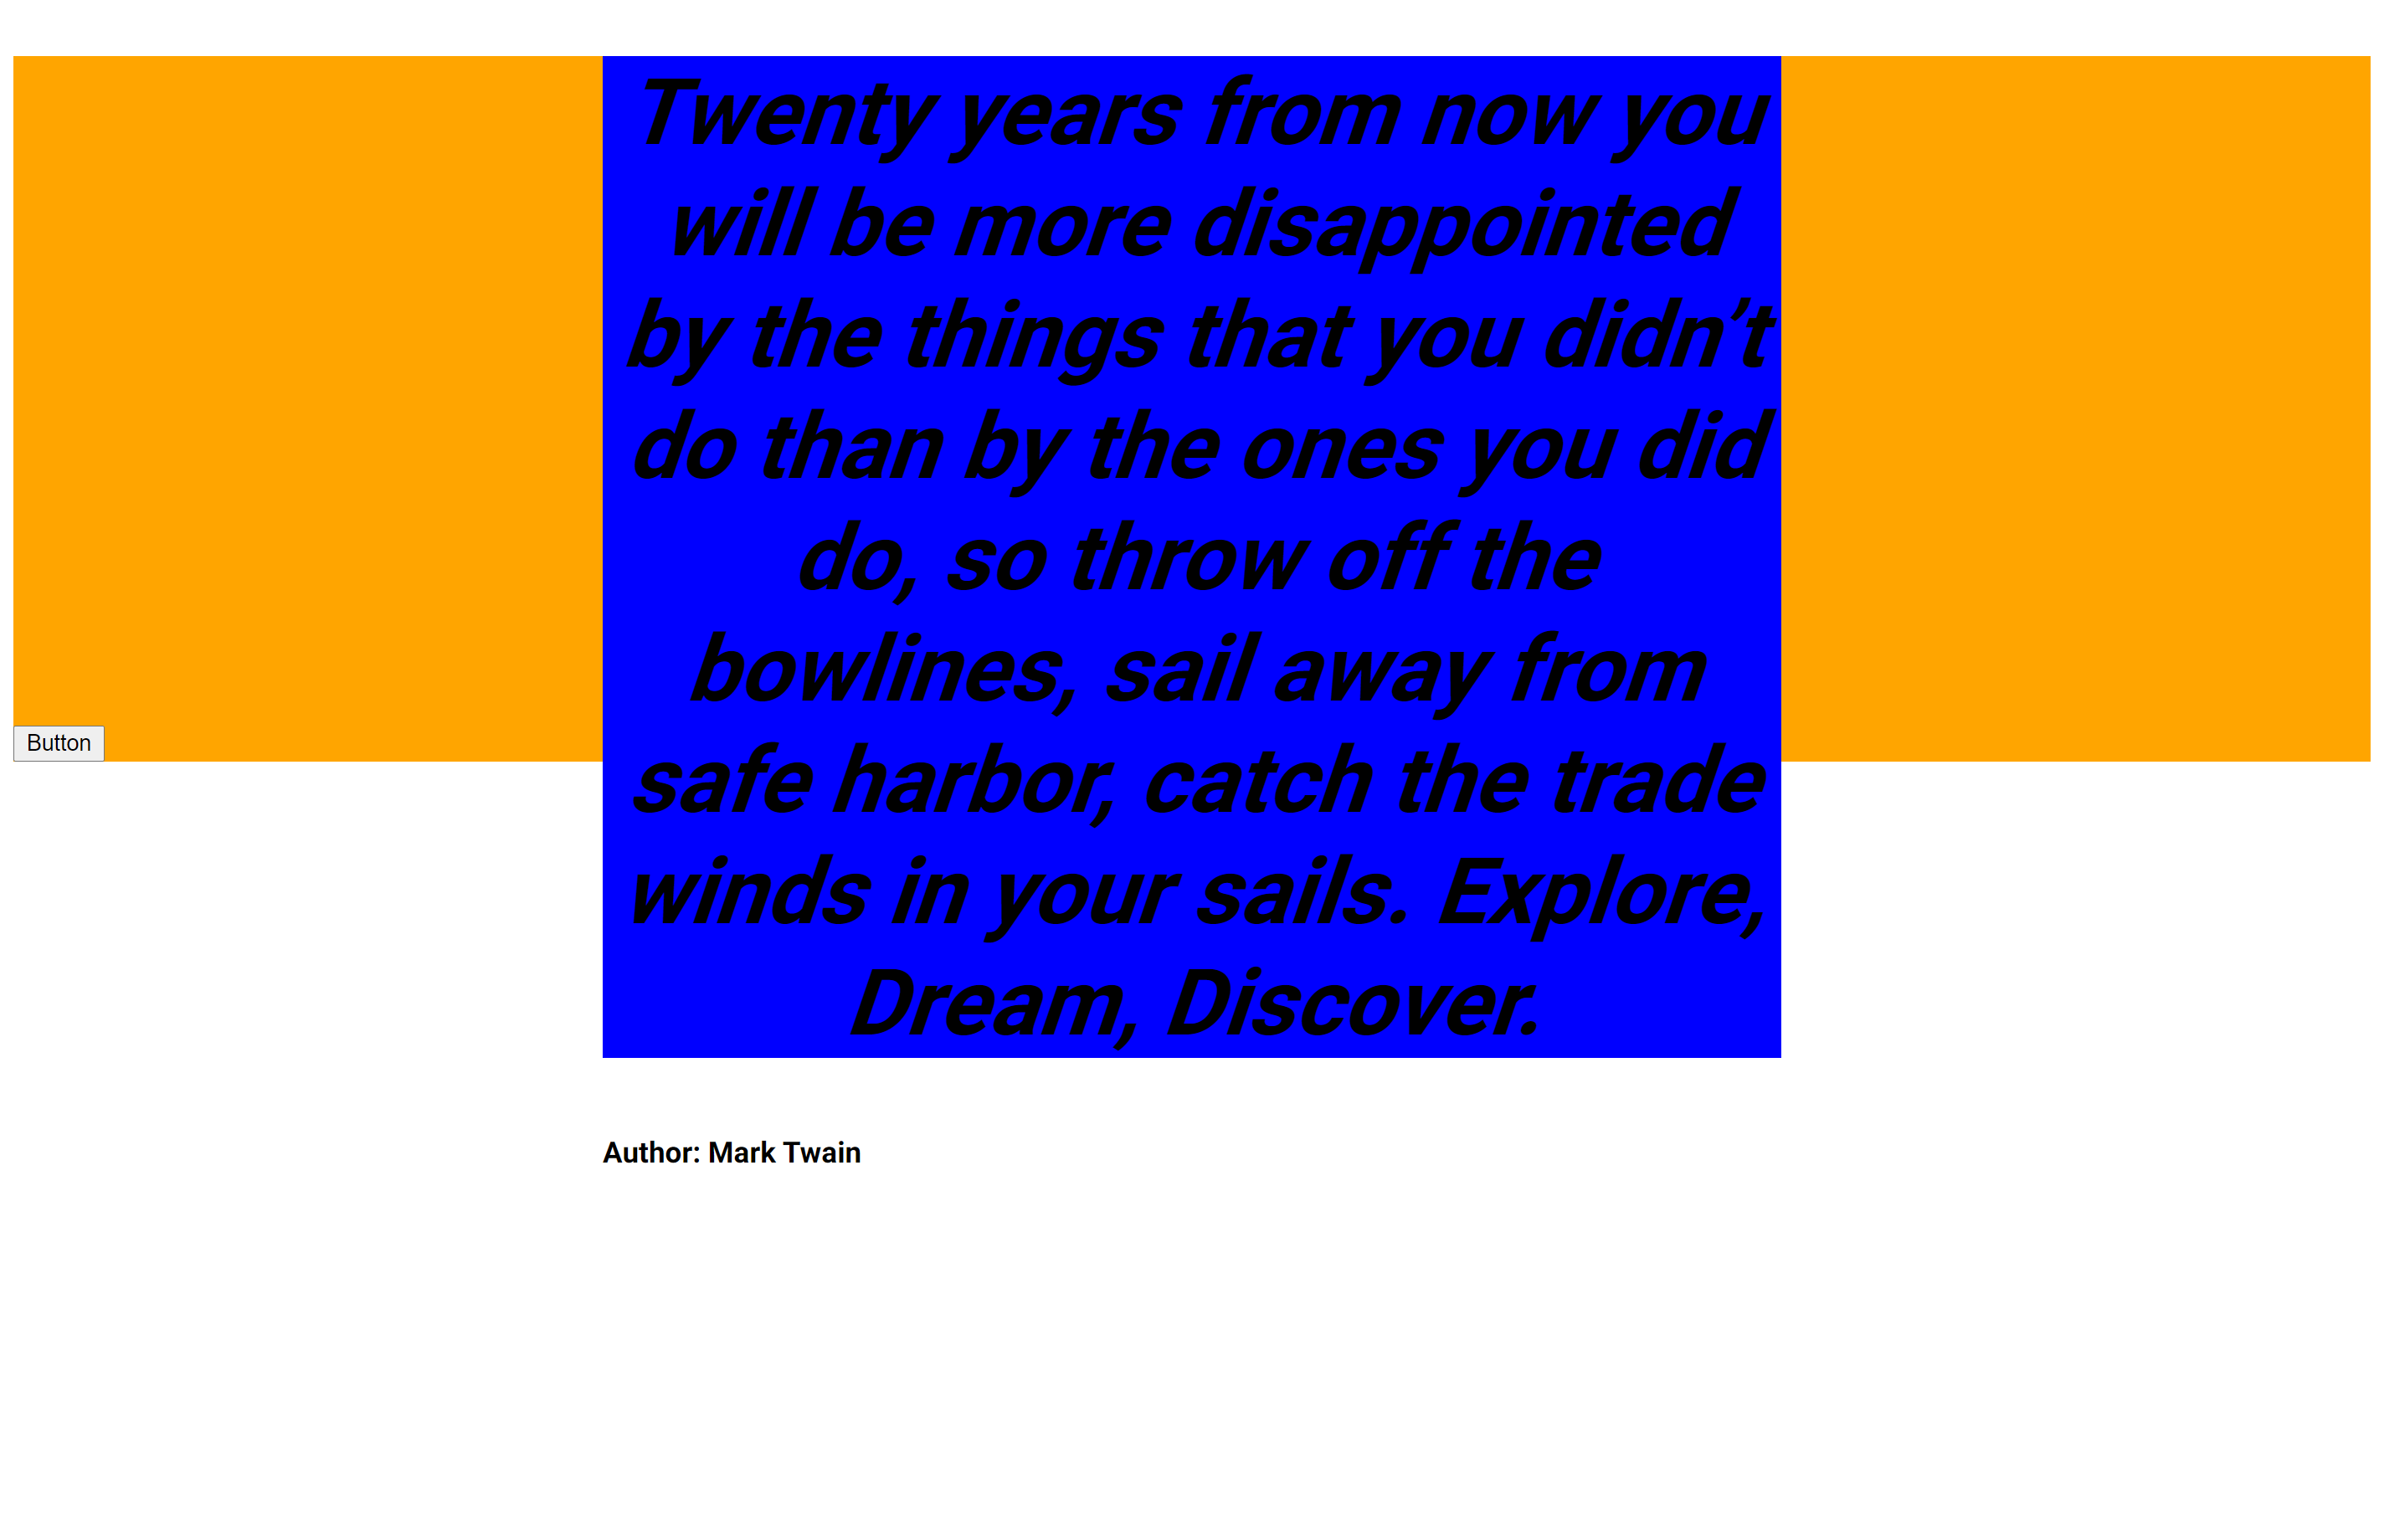 Twenty years from now you
will be more disappointed
by the things that you didn’t
do than by the ones you did
do, so throw off the
bowlines, sail away from
safe harbor, catch the trade
winds in your sails. Explore,
Dream, Discover.
Button
Author: Mark Twain